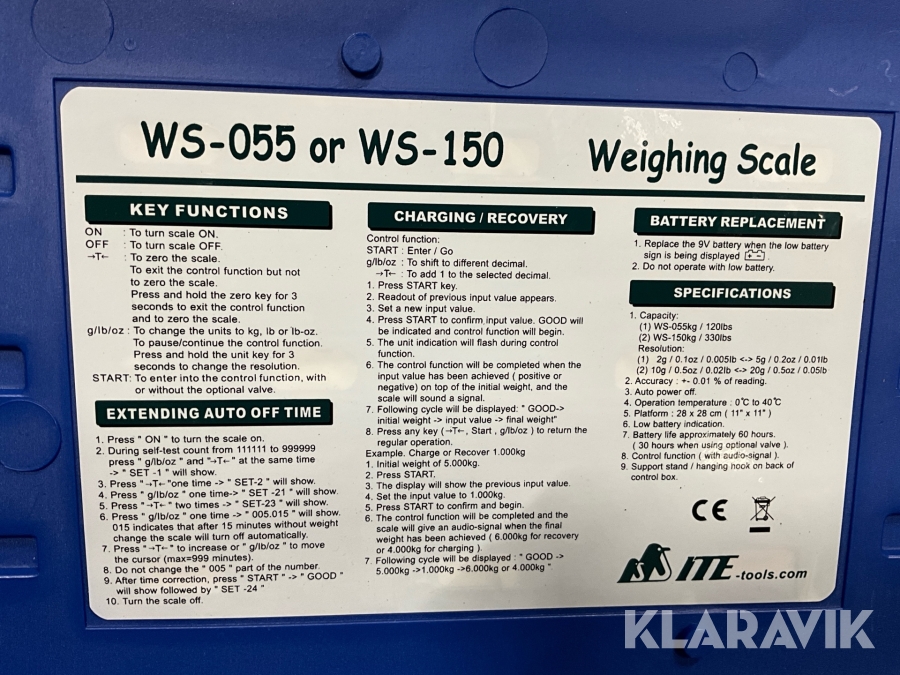 WS-055 or WS-150 Weighing Scale
KEY FUNCTIONS
ON : To turn scale ON.
OFF : To turn scale OFF.
→T← : To zero the scale.
To exit the control function but not
to zero the scale.
Press and hold the zero key for 3
seconds to exit the control function
and to zero the scale.
g/lb/oz : To change the units to kg, lb or lb-oz.
To pause/continue the control function.
Press and hold the unit key for 3
seconds to change the resolution.
START: To enter into the control function, with
or without the optional valve.
EXTENDING AUTO OFF TIME
1. Press " ON " to turn the scale on.
2. During self-test count from 111111 to 999999
press " g/lb/oz " and "→T←" at the same time
-> " SET -1 " will show.
3. Press "→T← "one time -> " SET-2 " will show.
4. Press " g/lb/oz " one time-> " SET -21 " will show.
5. Press "→T←" two times -> "SET-23 " will show.
6. Press " g/lb/oz " one time -> " 005.015 " will show.
015 indicates that after 15 minutes without weight
change the scale will turn off automatically.
7. Press "→T←" to increase or " g/lb/oz " to move
the cursor (max=999 minutes).
8. Do not change the " 005 " part of the number.
9. After time correction, press " START " -> " GOOD "
will show followed by " SET -24 "
10. Turn the scale off.
CHARGING / RECOVERY
Control function:
START : Enter / Go
g/lb/oz : To shift to different decimal.
→T← : To add 1 to the selected decimal.
1. Press START key.
2. Readout of previous input value appears.
3. Set a new input value.
4. Press START to confirm input value. GOOD will
be indicated and control function will begin.
5. The unit indication will flash during control
function.
6. The control function will be completed when the
input value has been achieved ( positive or
negative) on top of the initial weight, and the
scale will sound a signal.
7. Following cycle will be displayed: " GOOD->
initial weight -> input value -> final weight"
8. Press any key (→T←, Start , g/lb/oz ) to return the
regular operation.
Example. Charge or Recover 1.000kg
1. Initial weight of 5.000kg.
2. Press START.
3. The display will show the previous input value.
4. Set the input value to 1.000kg.
5. Press START to confirm and begin.
6. The control function will be completed and the
scale will give an audio-signal when the final
weight has been achieved ( 6.000kg for recovery
or 4.000kg for charging ).
7. Following cycle will be displayed : " GOOD ->
5.000kg ->1.000kg ->6.000kg or 4.000kg "
BATTERY REPLACEMENT
1. Replace the 9V battery when the low battery
sign is being displayed .
2. Do not operate with low battery.
SPECIFICATIONS
1. Capacity:
(1) WS-055kg / 120lbs
(2) WS-150kg / 330lbs
Resolution:
(1) 2g / 0.1oz / 0.005lb <-> 5g / 0.2oz / 0.01lb
(2) 10g / 0.5oz / 0.02lb <-> 20g / 0.5oz / 0.05lb
2. Accuracy : +- 0.01 % of reading.
3. Auto power off.
4. Operation temperature : 0℃ to 40℃
5. Platform : 28 x 28 cm ( 11" x 11" )
6. Low battery indication.
7. Battery life approximately 60 hours.
( 30 hours when using optional valve ).
8. Control function ( with audio-signal ).
9. Support stand / hanging hook on back of
control box.
CE
ITE-tools.com
KLARAVIK